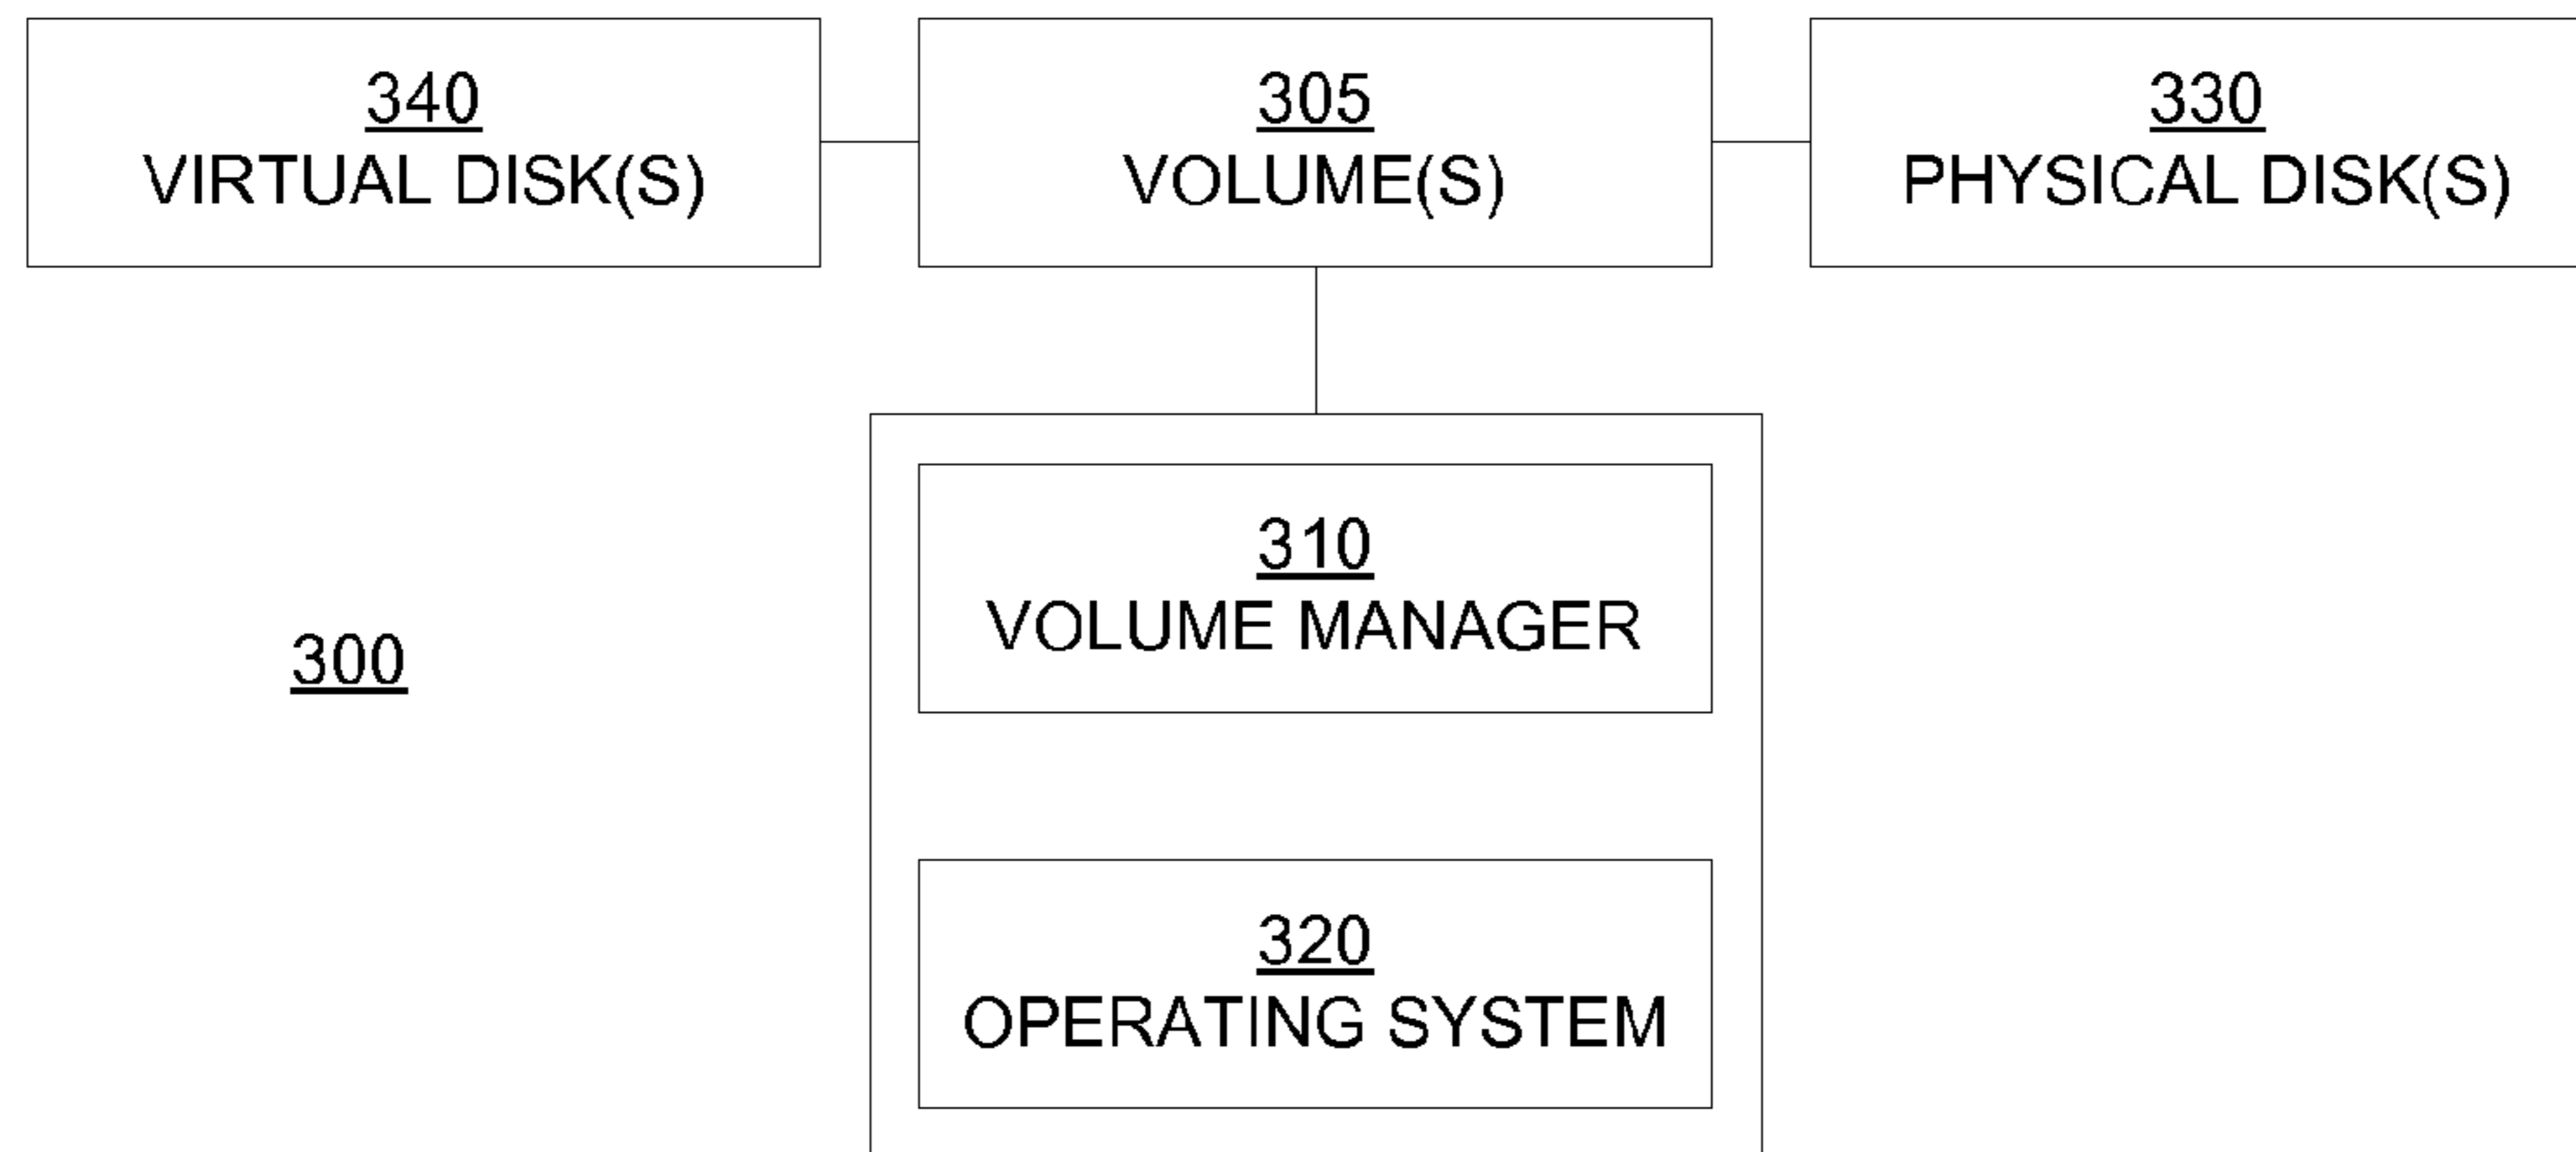 340
VIRTUAL DISK(S)
305
VOLUME(S)
330
PHYSICAL DISK(S)
310
VOLUME MANAGER
300
320
OPERATING SYSTEM